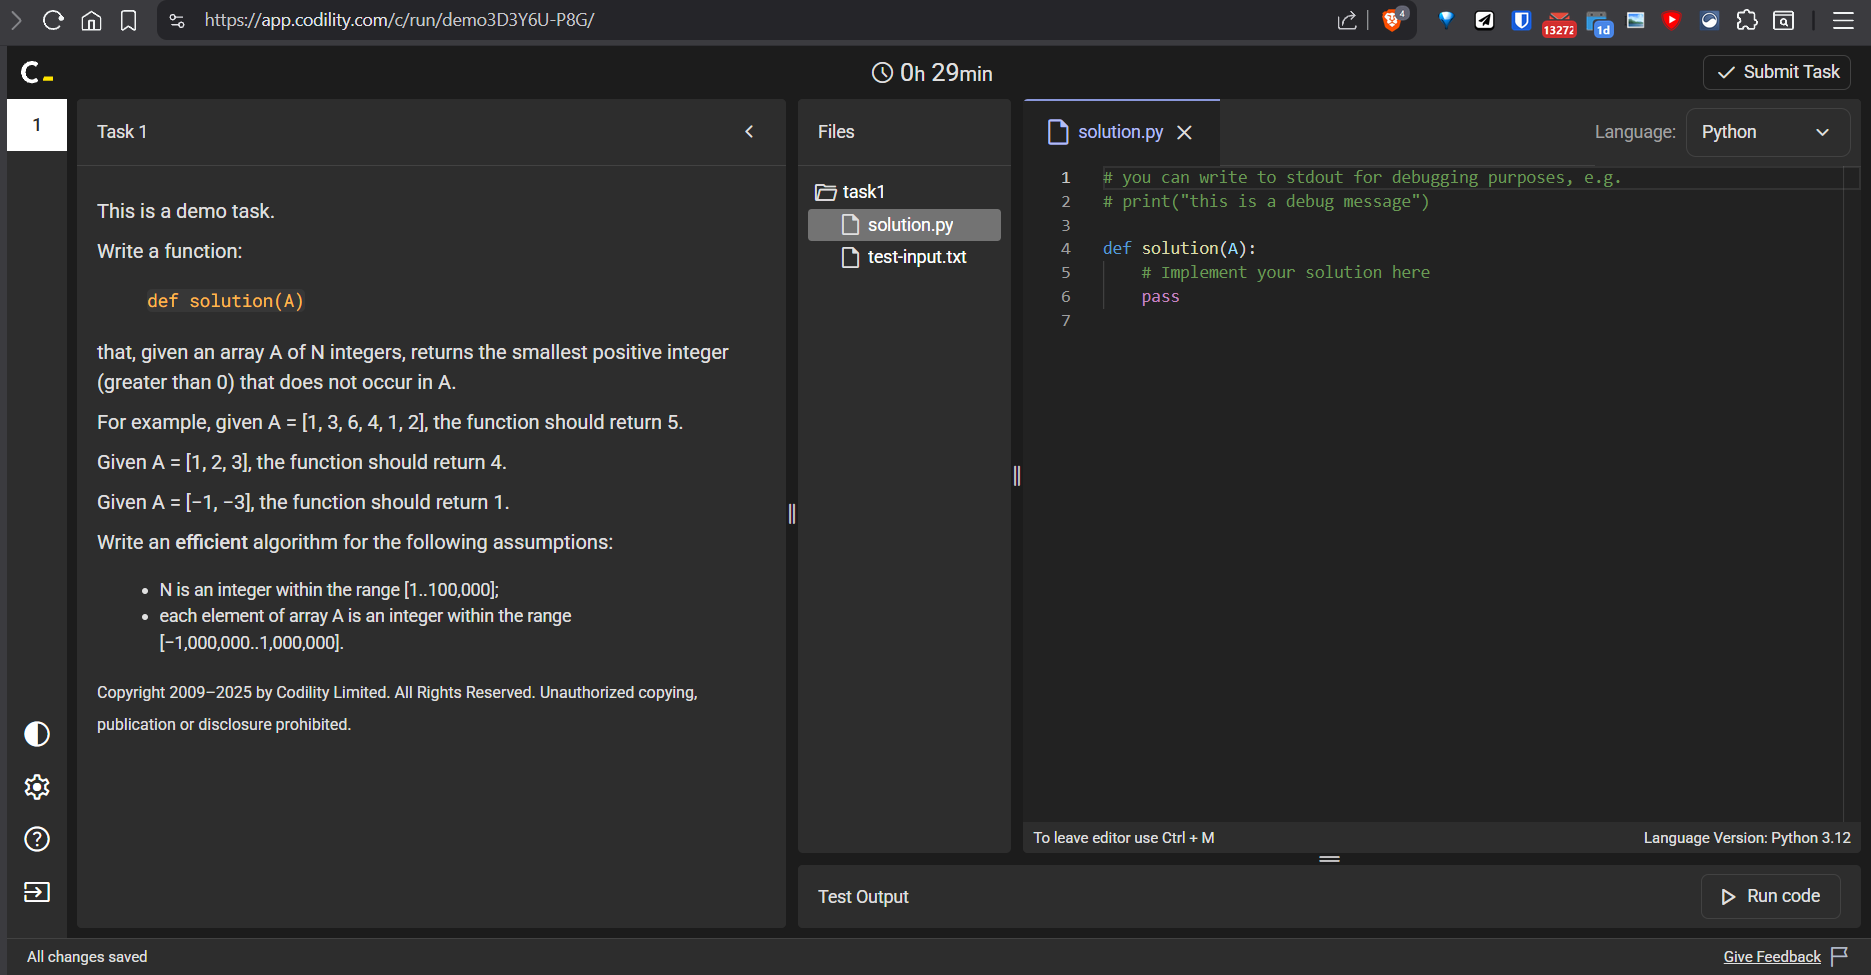 https://app.codility.com/c/run/demo3D3Y6U-P8G/
4
13272
1d
C_
0h 29min
Submit Task
1
Task 1
Files
solution.py
Language:
Python
This is a demo task.
Write a function:
def solution(A)
that, given an array A of N integers, returns the smallest positive integer
(greater than 0) that does not occur in A.
For example, given A = [1, 3, 6, 4, 1, 2], the function should return 5.
Given A = [1, 2, 3], the function should return 4.
Given A = [−1, −3], the function should return 1.
Write an efficient algorithm for the following assumptions:
• N is an integer within the range [1..100,000];
• each element of array A is an integer within the range
[−1,000,000..1,000,000].
Copyright 2009–2025 by Codility Limited. All Rights Reserved. Unauthorized copying,
publication or disclosure prohibited.
task1
solution.py
test-input.txt
1 # you can write to stdout for debugging purposes, e.g.
2 # print("this is a debug message")
3
4 def solution(A):
5 # Implement your solution here
6 pass
7
To leave editor use Ctrl + M
Language Version: Python 3.12
Test Output
Run code
All changes saved
Give Feedback